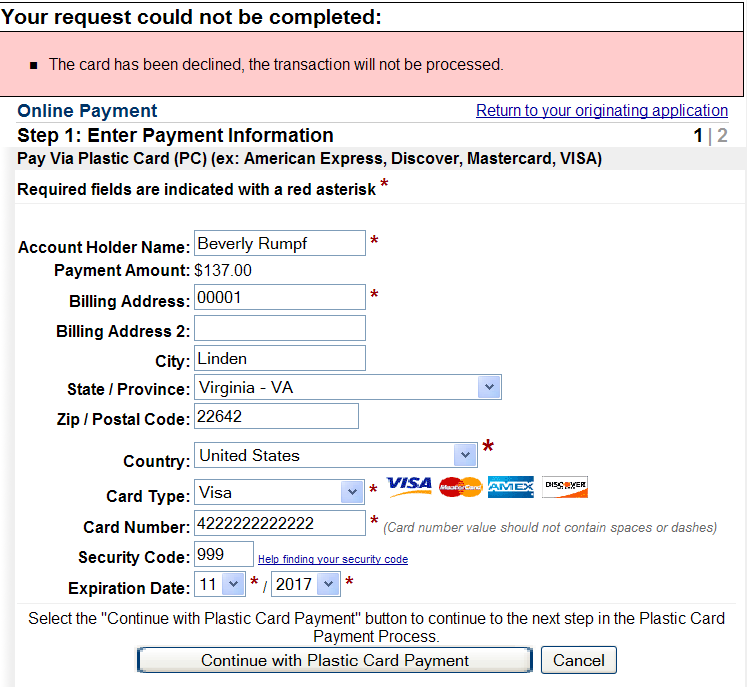 Your request could not be completed:
The card has been declined, the transaction will not be processed.
Online Payment Return to your originating application
Step 1: Enter Payment Information 1 | 2
Pay Via Plastic Card (PC) (ex: American Express, Discover, Mastercard, VISA)
Required fields are indicated with a red asterisk *
Account Holder Name: Beverly Rumpf *
Payment Amount: $137.00
Billing Address: 00001 *
Billing Address 2:
City: Linden
State / Province: Virginia - VA
Zip / Postal Code: 22642
Country: United States *
Card Type: Visa * VISA MasterCard AMEX DISCOVER
Card Number: 4222222222222 * (Card number value should not contain spaces or dashes)
Security Code: 999 Help finding your security code
Expiration Date: 11 * / 2017 *
Select the "Continue with Plastic Card Payment" button to continue to the next step in the Plastic Card
Payment Process.
Continue with Plastic Card Payment Cancel